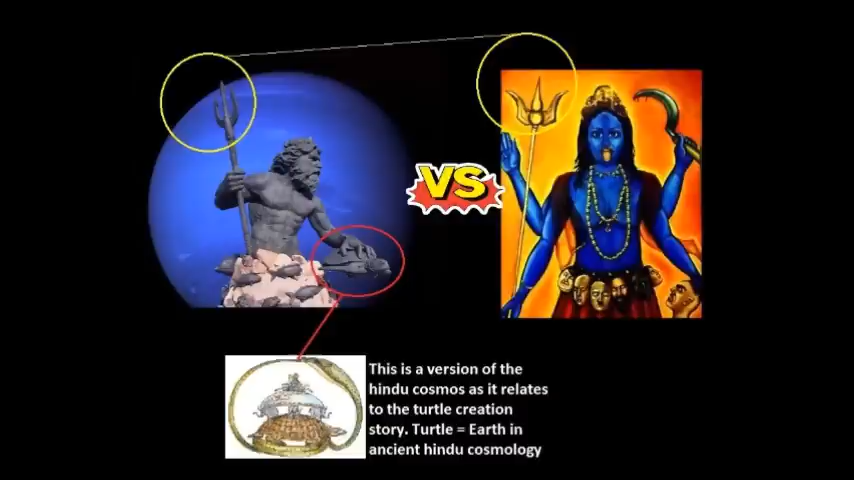 VS
This is a version of the
hindu cosmos as it relates
to the turtle creation
story. Turtle = Earth in
ancient hindu cosmology